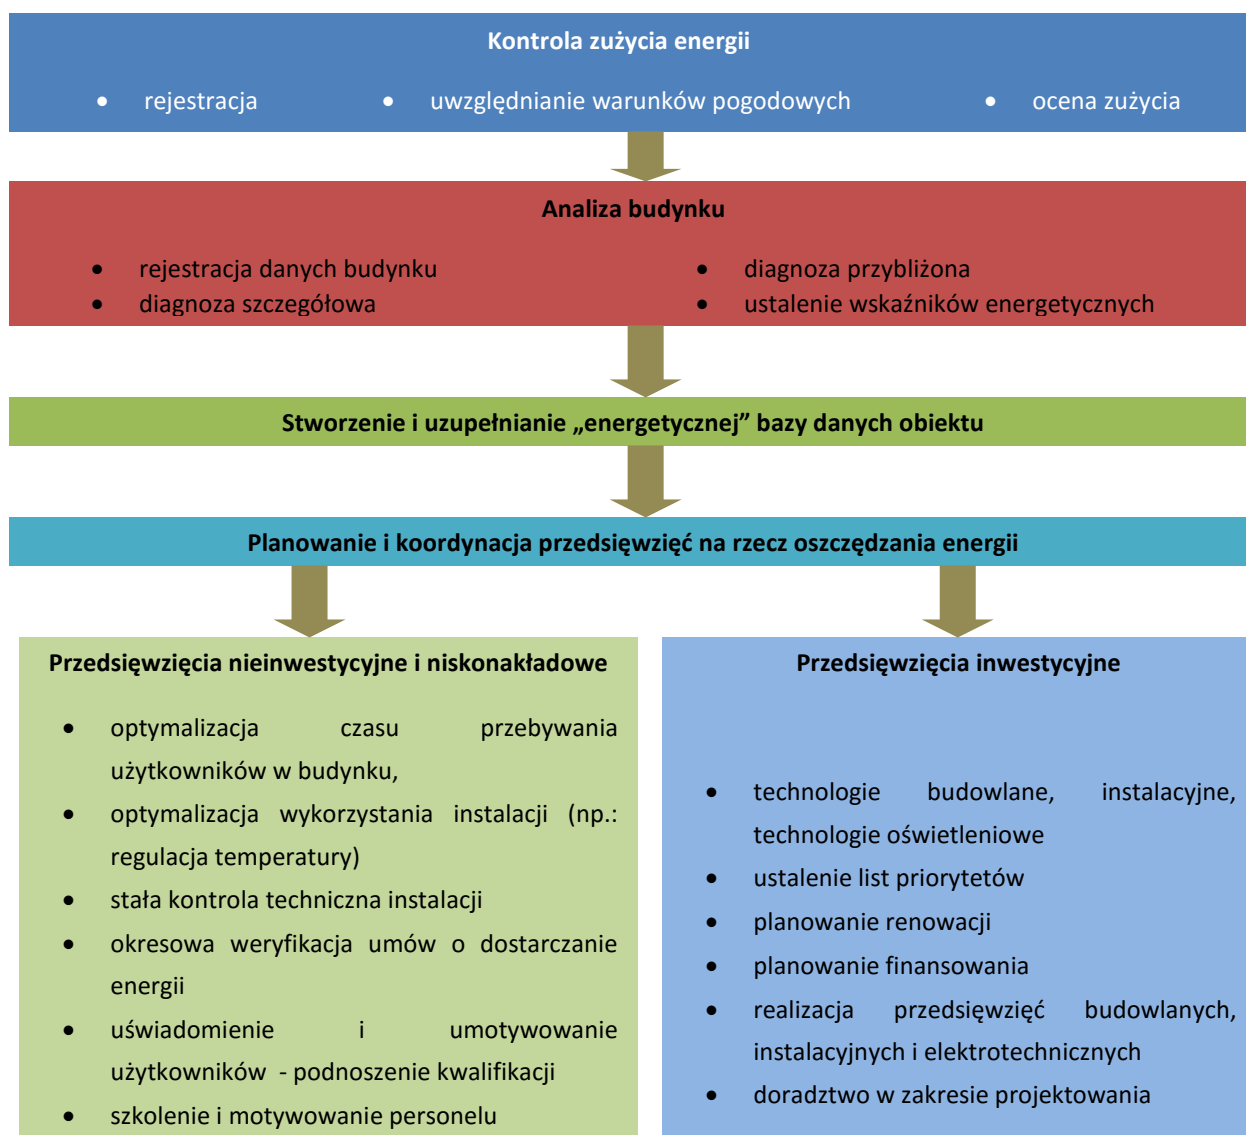 Kontrola zużycia energii
• rejestracja • uwzględnianie warunków pogodowych • ocena zużycia
Analiza budynku
• rejestracja danych budynku
• diagnoza szczegółowa
• diagnoza przybliżona
• ustalenie wskaźników energetycznych
Stworzenie i uzupełnianie „energetycznej” bazy danych obiektu
Planowanie i koordynacja przedsięwzięć na rzecz oszczędzania energii
Przedsięwzięcia nieinwestycyjne i niskonakładowe
• optymalizacja czasu przebywania
użytkowników w budynku,
• optymalizacja wykorzystania instalacji (np.:
regulacja temperatury)
• stała kontrola techniczna instalacji
• okresowa weryfikacja umów o dostarczanie
energii
• uświadomienie i umotywowanie
użytkowników - podnoszenie kwalifikacji
• szkolenie i motywowanie personelu
Przedsięwzięcia inwestycyjne
• technologie budowlane, instalacyjne,
technologie oświetleniowe
• ustalenie list priorytetów
• planowanie renowacji
• planowanie finansowania
• realizacja przedsięwzięć budowlanych,
instalacyjnych i elektrotechnicznych
• doradztwo w zakresie projektowania